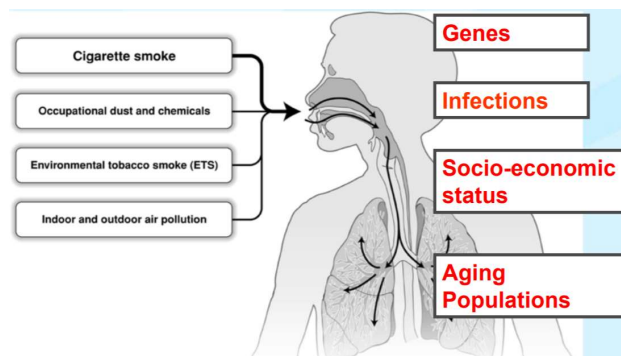 Cigarette smoke
Occupational dust and chemicals
Environmental tobacco smoke (ETS)
Indoor and outdoor air pollution
Genes
Infections
Socio-economic
status
Aging
Populations